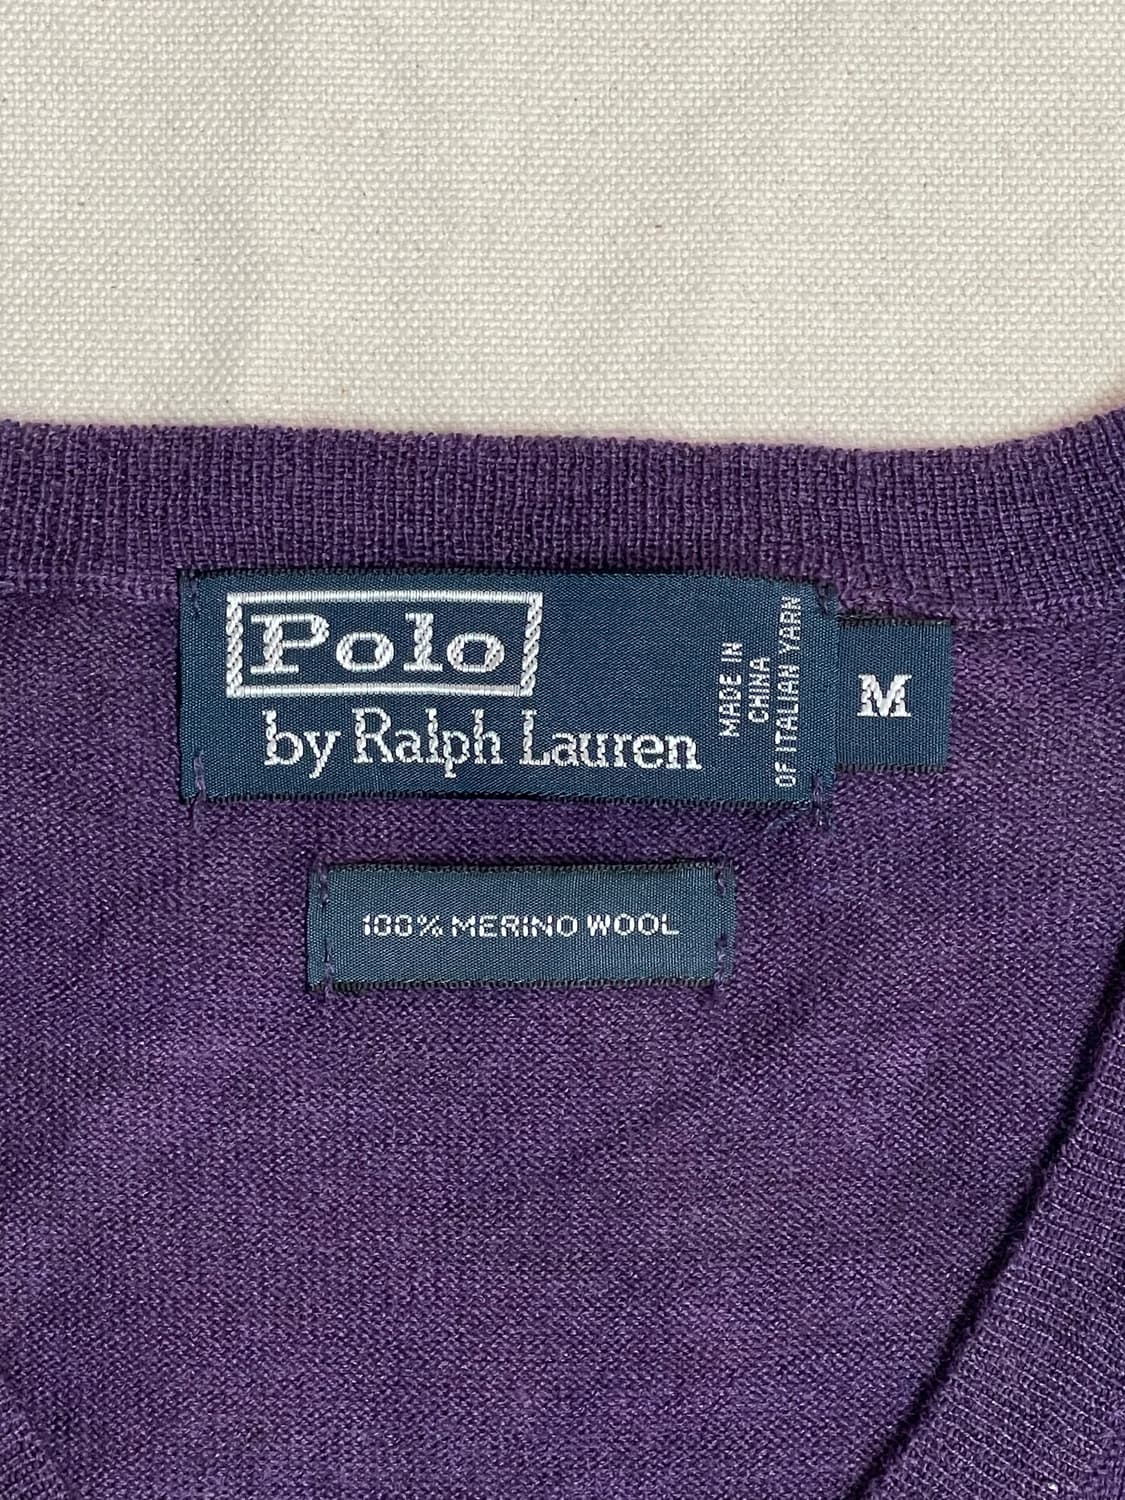 Polo
by Ralph Lauren
MADE IN
CHINA
OF ITALIAN YARN
M
100% MERINO WOOL